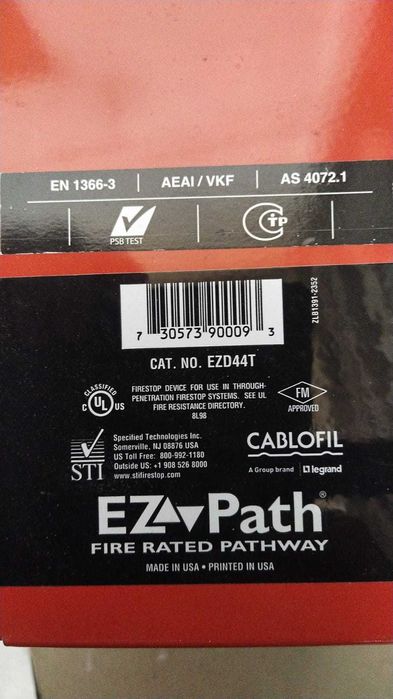 EN 1366-3 | AEAI / VKF | AS 4072.1
PSB TEST
CTP
ZLB1391-2352
7 30573 90009 3
CAT. NO. EZD44T
CLASSIFIED
C UL US
FIRESTOP DEVICE FOR USE IN THROUGH-
PENETRATION FIRESTOP SYSTEMS. SEE UL
FIRE RESISTANCE DIRECTORY.
8L98
FM
APPROVED
STI
Specified Technologies Inc.
Somerville, NJ 08876 USA
US Toll Free: 800-992-1180
Outside US: +1 908 526 8000
www.stifirestop.com
CABLOFIL
A Group brand | legrand
EZ Path®
FIRE RATED PATHWAY
MADE IN USA • PRINTED IN USA